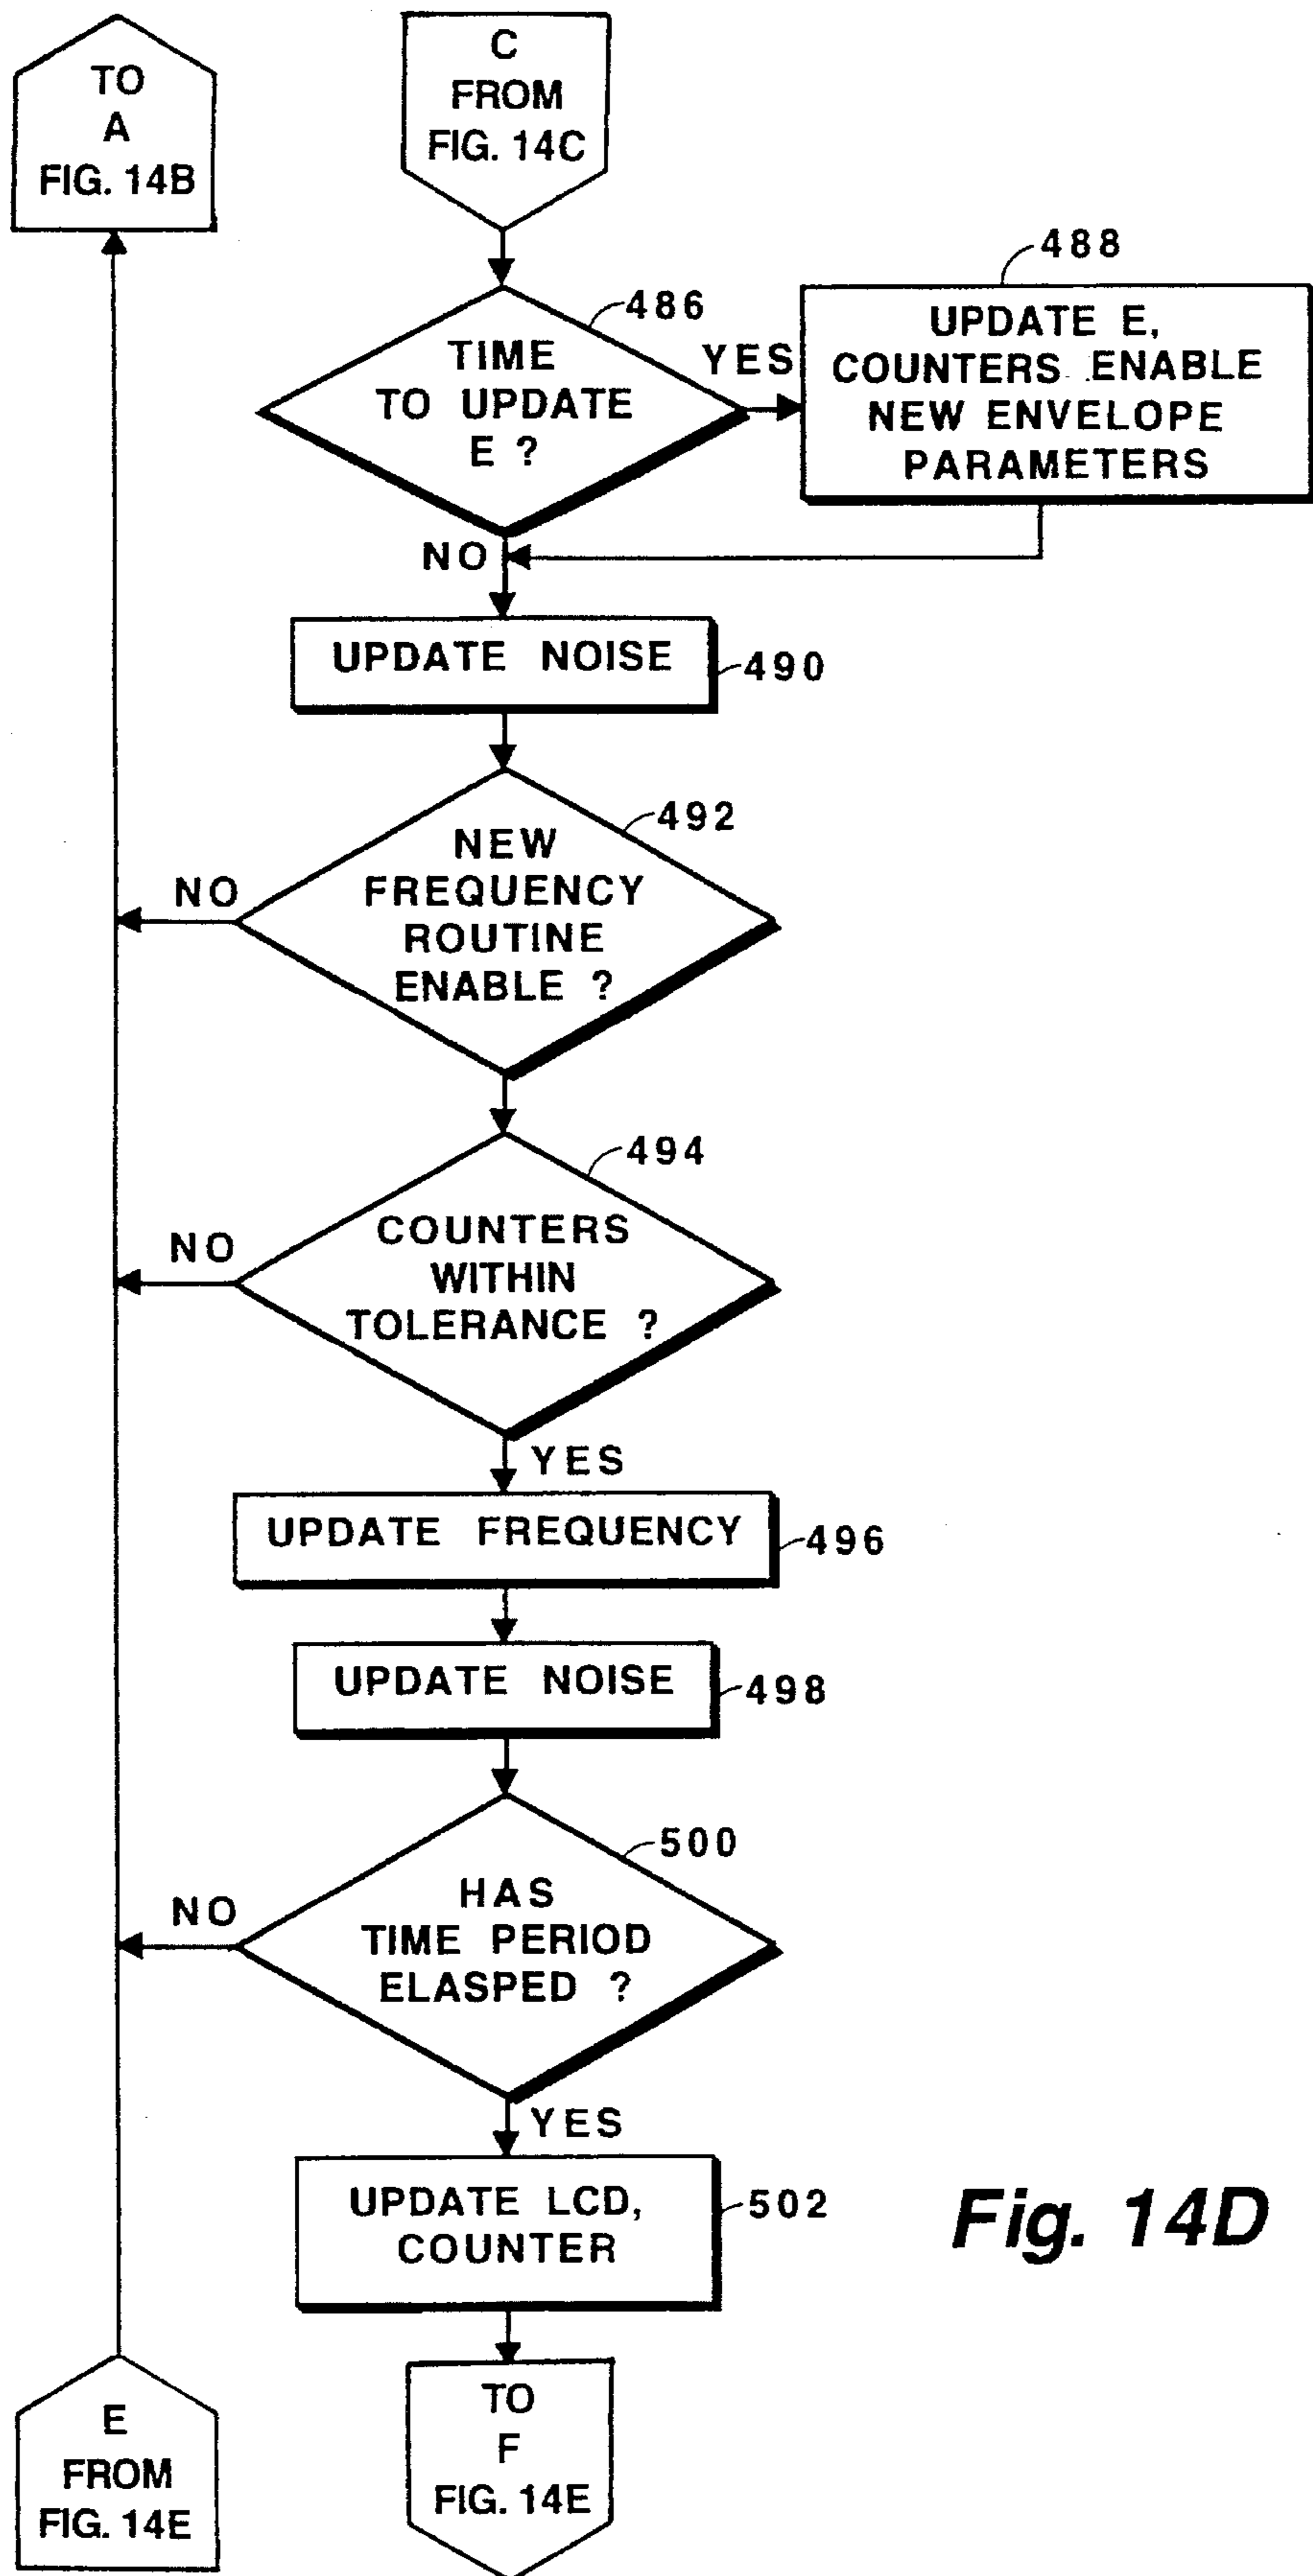 TO
A
FIG. 14B
C
FROM
FIG. 14C
488
486
TIME
TO UPDATE
E ?
YES
UPDATE E,
COUNTERS ENABLE
NEW ENVELOPE
PARAMETERS
NO
UPDATE NOISE
490
492
NEW
FREQUENCY
ROUTINE
ENABLE ?
NO
494
COUNTERS
WITHIN
TOLERANCE ?
NO
YES
UPDATE FREQUENCY
496
UPDATE NOISE
498
500
HAS
TIME PERIOD
ELASPED ?
NO
YES
UPDATE LCD,
COUNTER
502
Fig. 14D
E
FROM
FIG. 14E
TO
F
FIG. 14E